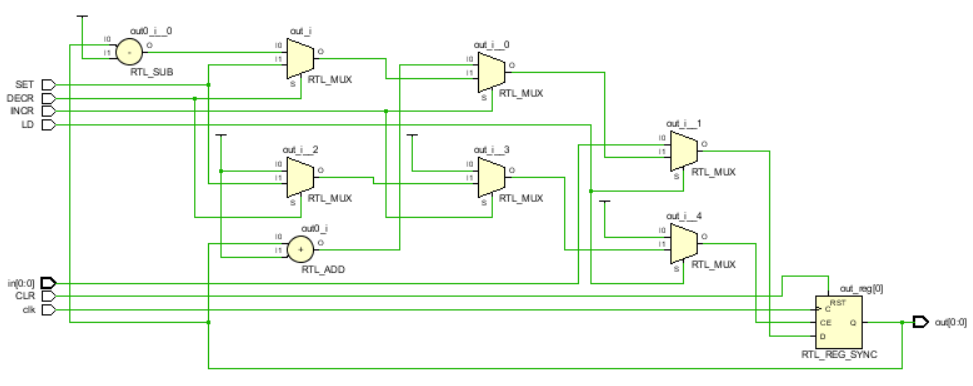 out0_i__0
I0
I1
O
-
RTL_SUB
out_i
I0
I1
S
O
RTL_MUX
out_i__0
I0
I1
S
O
RTL_MUX
SET
DECR
INCR
LD
out_i__1
I0
I1
S
O
RTL_MUX
out_i__2
I0
I1
S
O
RTL_MUX
out_i__3
I0
I1
S
O
RTL_MUX
out_i__4
I0
I1
S
O
RTL_MUX
out0_i
I0
I1
O
+
RTL_ADD
in[0:0]
CLR
clk
out_reg[0]
RST
C
CE
D
Q
RTL_REG_SYNC
out[0:0]